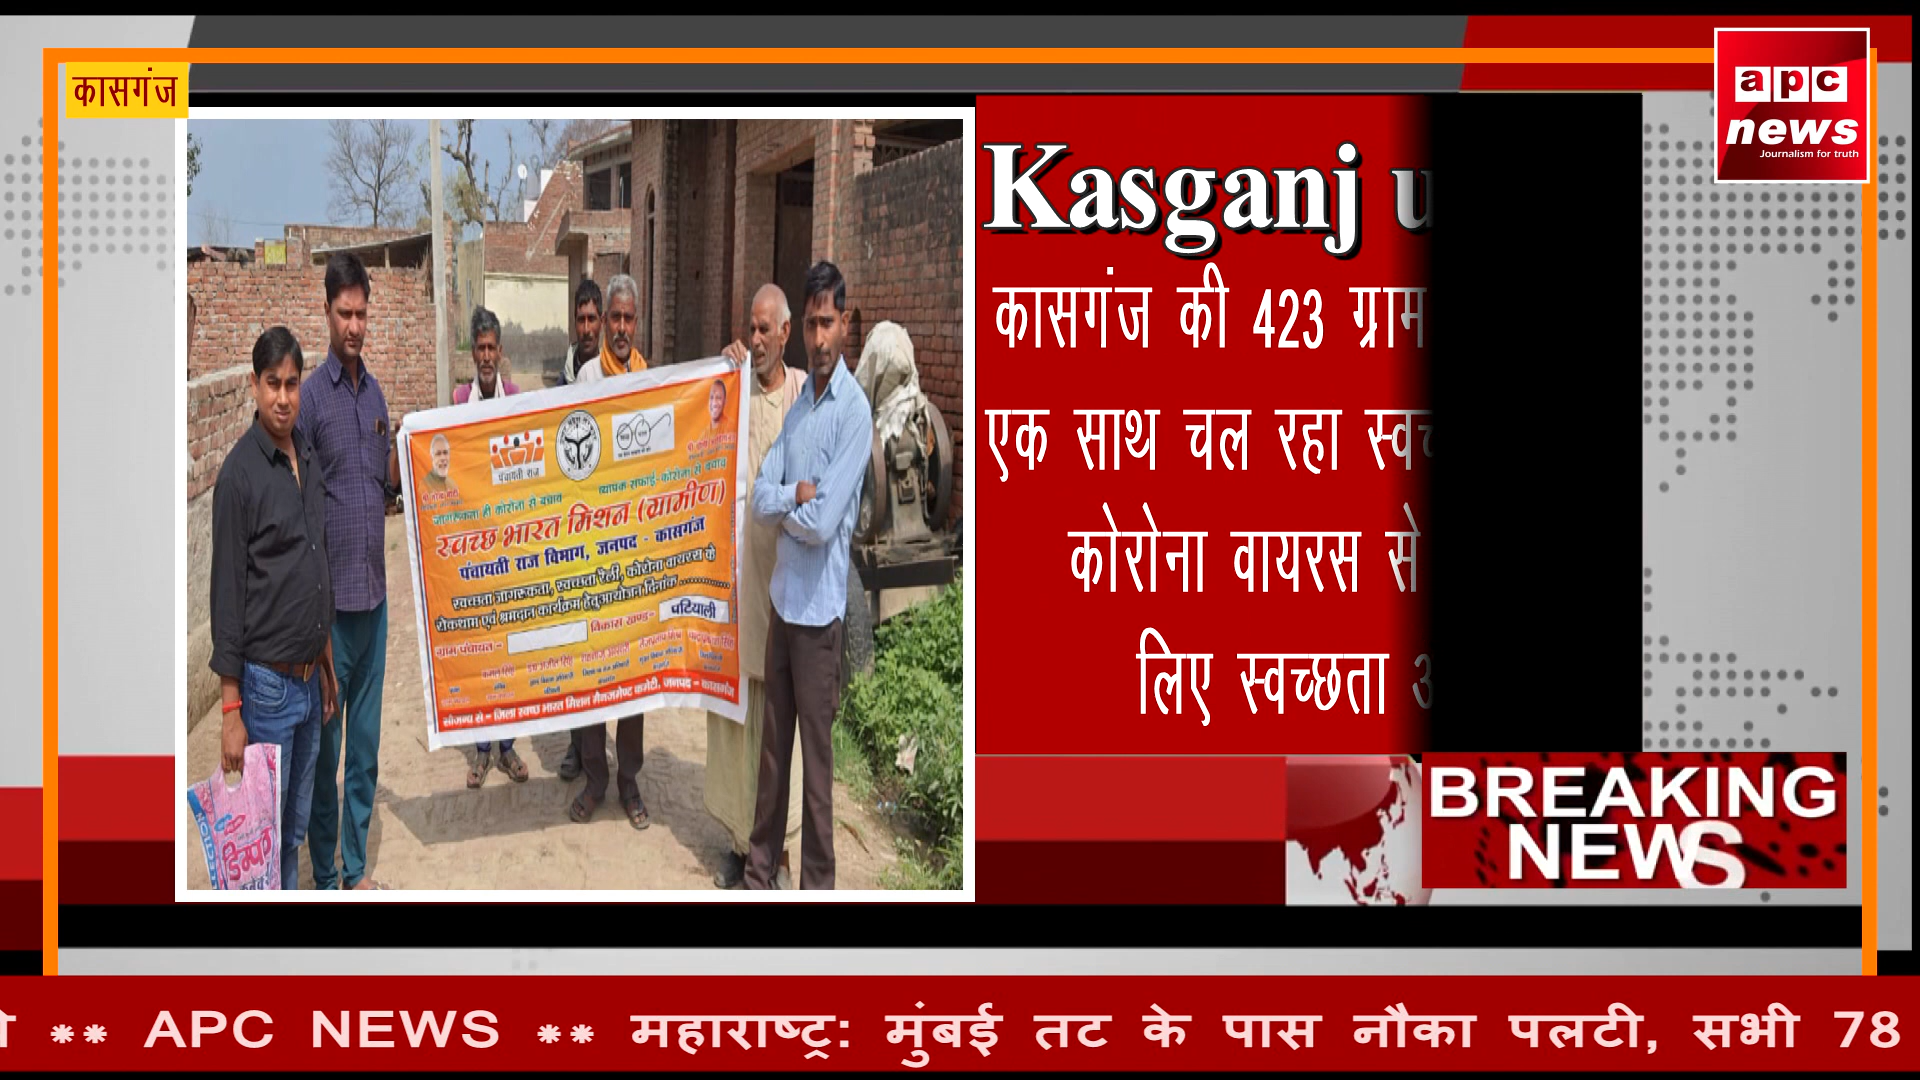 कासगंज
apc
news
Journalism for truth
Kasganj
कासगंज की 423 ग्राम
एक साथ चल रहा
कोरोना वायरस से
लिए स्वच्छता
पंचायती राज
जागरूकता ही कोरोना से बचाव
व्यापक सफाई-कोरोना से बचाव
स्वच्छ भारत मिशन (ग्रामीण)
पंचायती राज विभाग, जनपद - कासगंज
स्वच्छता जागरूकता, स्वच्छता रैली, कोरोना वायरस के
रोकथाम एवं श्रमदान कार्यक्रम हेतु आयोजन दिनांक ............
ग्राम पंचायत - विकास खण्ड- पटियाली
सौजन्य से - जिला स्वच्छ भारत मिशन मैनेजमेण्ट कमेटी, जनपद - कासगंज
डिम्पल
BREAKING
NEWS
** APC NEWS ** महाराष्ट्र: मुंबई तट के पास नौका पलटी, सभी 78